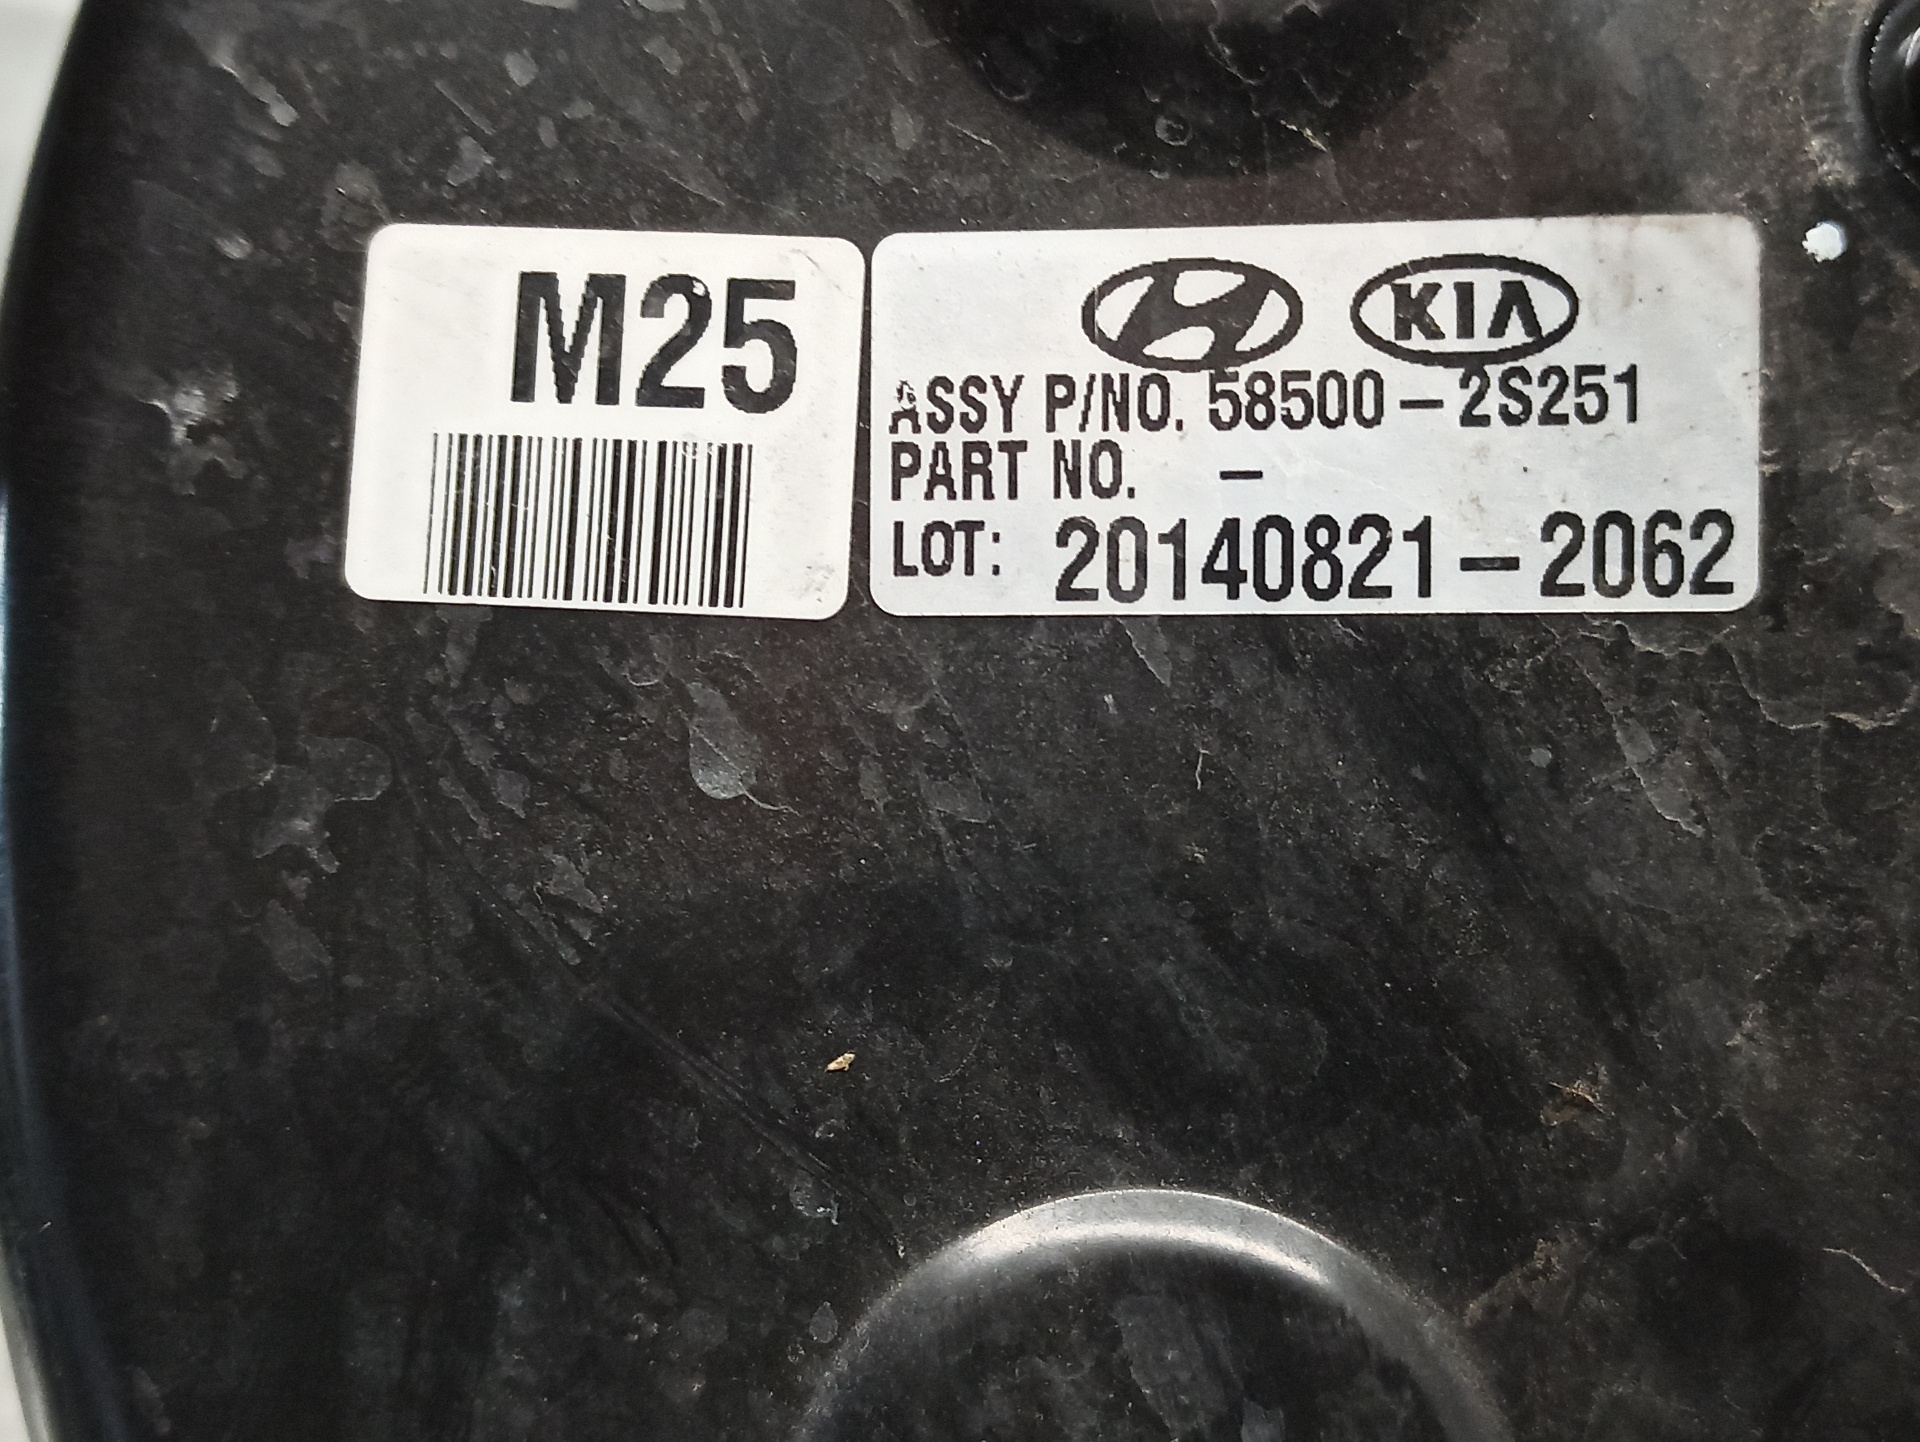 M25
KIA
ASSY P/NO. 58500-2S251
PART NO. -
LOT: 20140821-2062